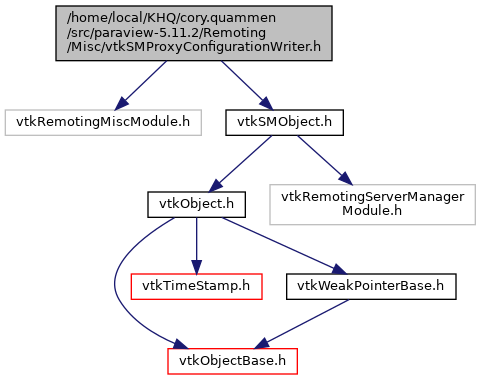 /home/local/KHQ/cory.quammen
/src/paraview-5.11.2/Remoting
/Misc/vtkSMProxyConfigurationWriter.h
vtkRemotingMiscModule.h
vtkSMObject.h
vtkObject.h
vtkRemotingServerManager
Module.h
vtkTimeStamp.h
vtkWeakPointerBase.h
vtkObjectBase.h